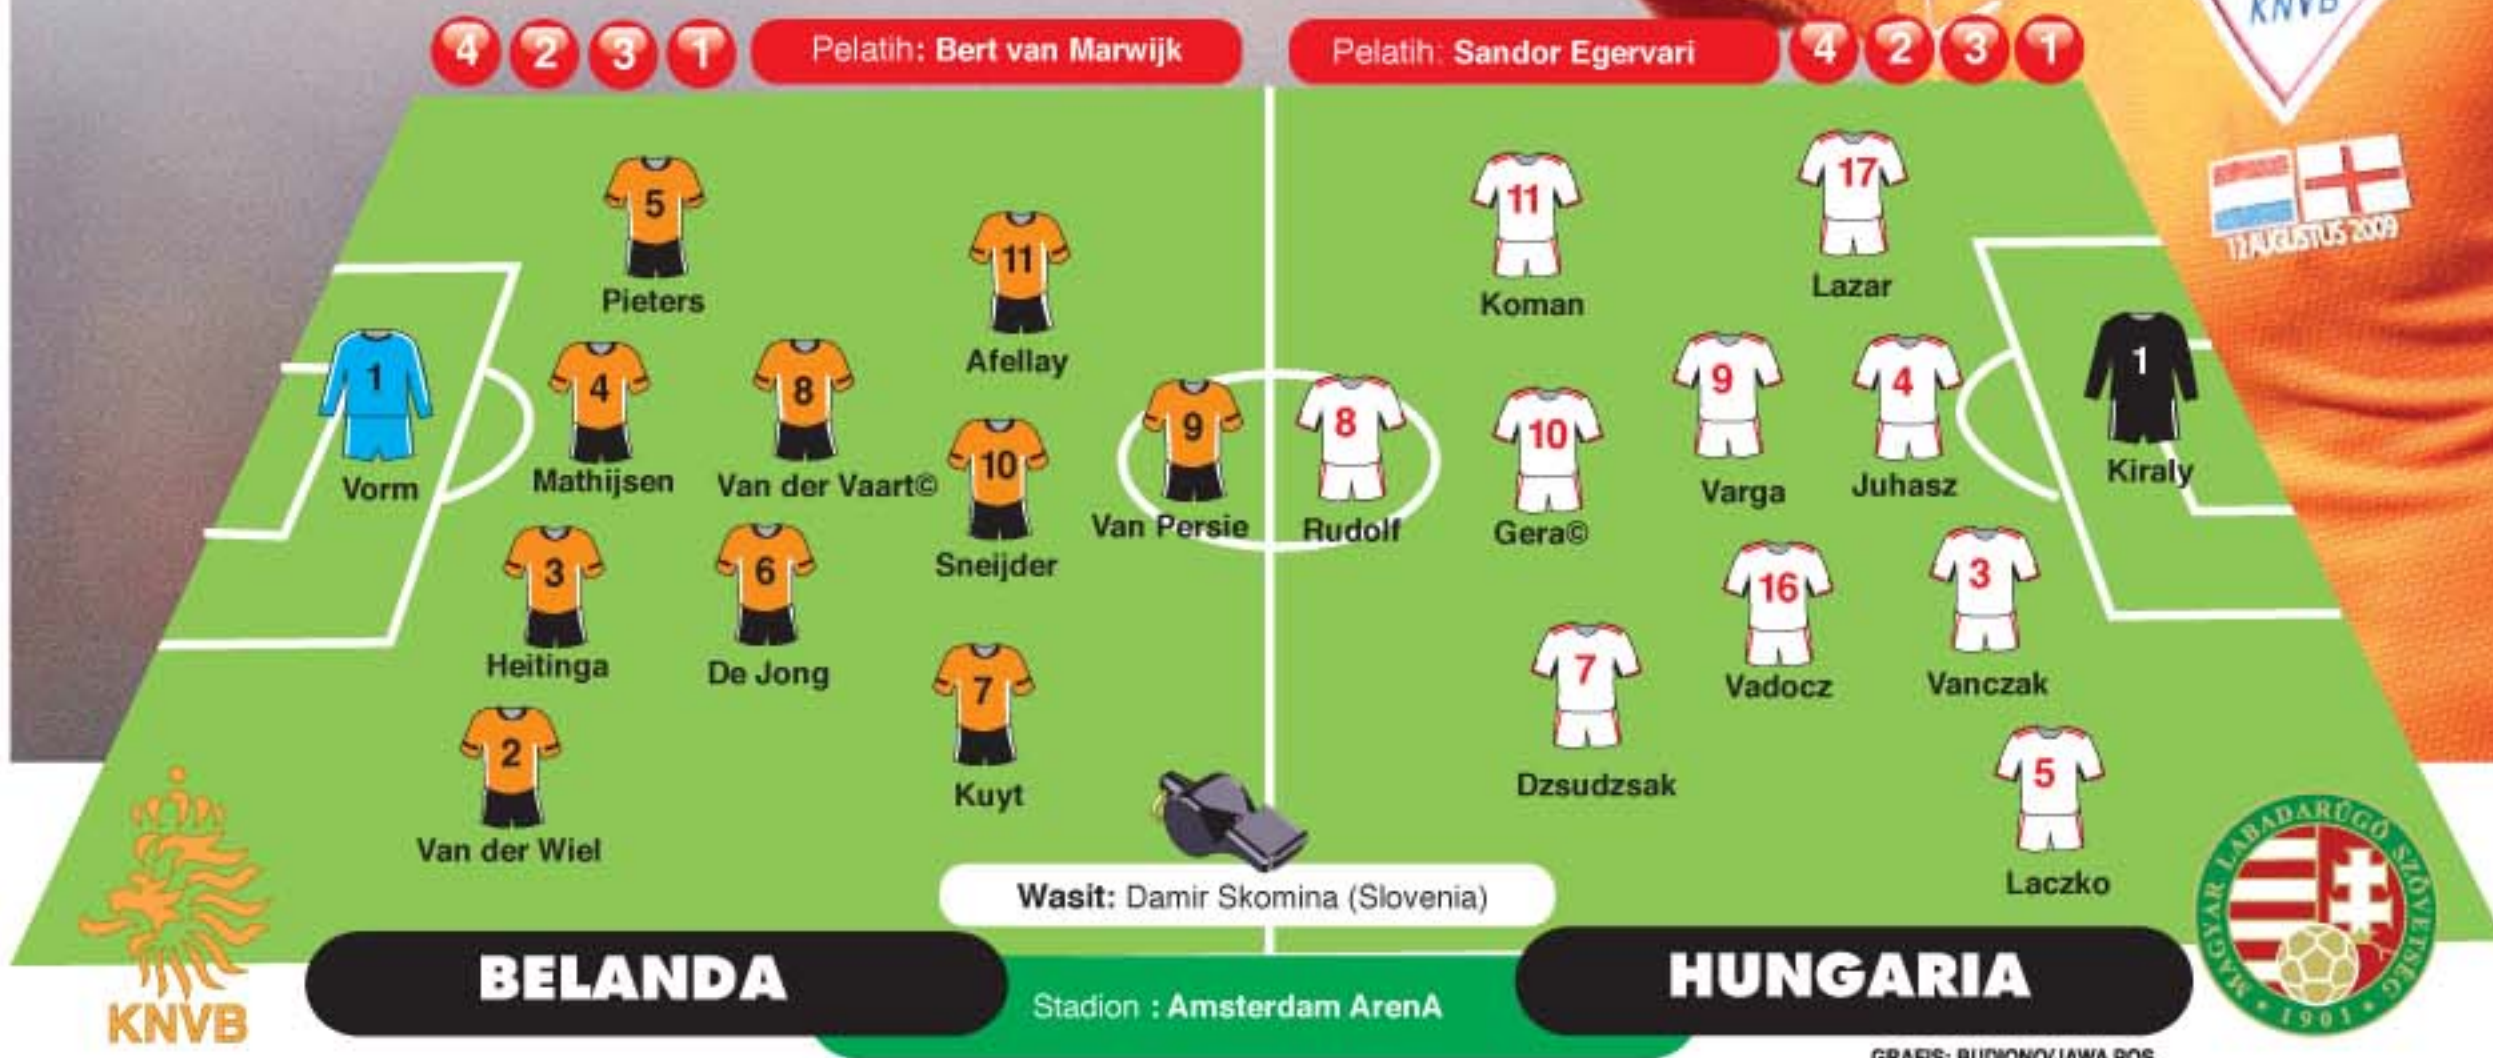 4 2 3 1
Pelatih: Bert van Marwijk
Pelatih: Sandor Egervari
4 2 3 1
KNVB
12 AUGUSTUS 2009
5
Pieters
11
Afellay
1
Vorm
4
Mathijsen
8
Van der Vaart©
10
Sneijder
9
Van Persie
3
Heitinga
6
De Jong
7
Kuyt
2
Van der Wiel
11
Koman
17
Lazar
8
Rudolf
10
Gera©
9
Varga
4
Juhasz
1
Kiraly
16
Vadocz
3
Vanczak
7
Dzsudzsak
5
Laczko
Wasit: Damir Skomina (Slovenia)
KNVB
BELANDA
Stadion : Amsterdam ArenA
HUNGARIA
MAGYAR LABADARÚGÓ SZÖVETSÉG
• 1901 •
GRAFIS: BUDIONO/JAWA POS